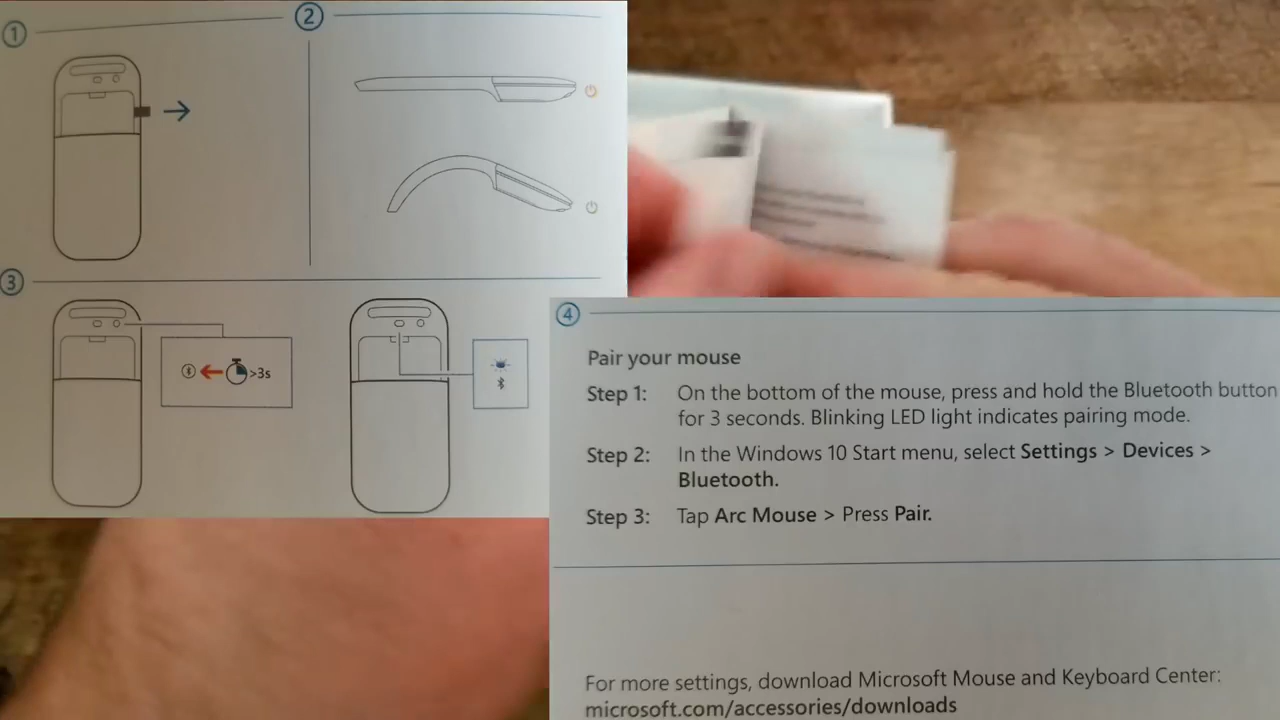 1
2
3
>3s
4
Pair your mouse
Step 1: On the bottom of the mouse, press and hold the Bluetooth button
for 3 seconds. Blinking LED light indicates pairing mode.
Step 2: In the Windows 10 Start menu, select Settings > Devices >
Bluetooth.
Step 3: Tap Arc Mouse > Press Pair.
For more settings, download Microsoft Mouse and Keyboard Center:
microsoft.com/accessories/downloads